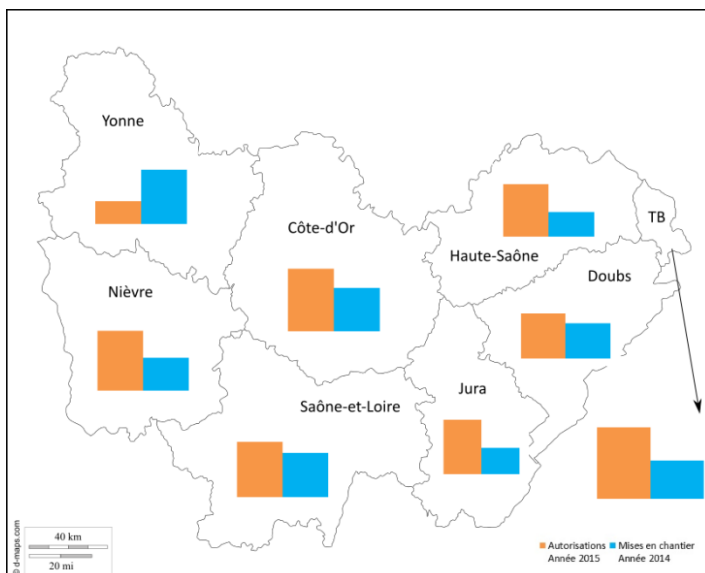 Yonne
Côte-d'Or
TB
Haute-Saône
Doubs
Nièvre
Jura
Saône-et-Loire
© d-maps.com
40 km
20 mi
Autorisations Mises en chantier
Année 2015 Année 2014